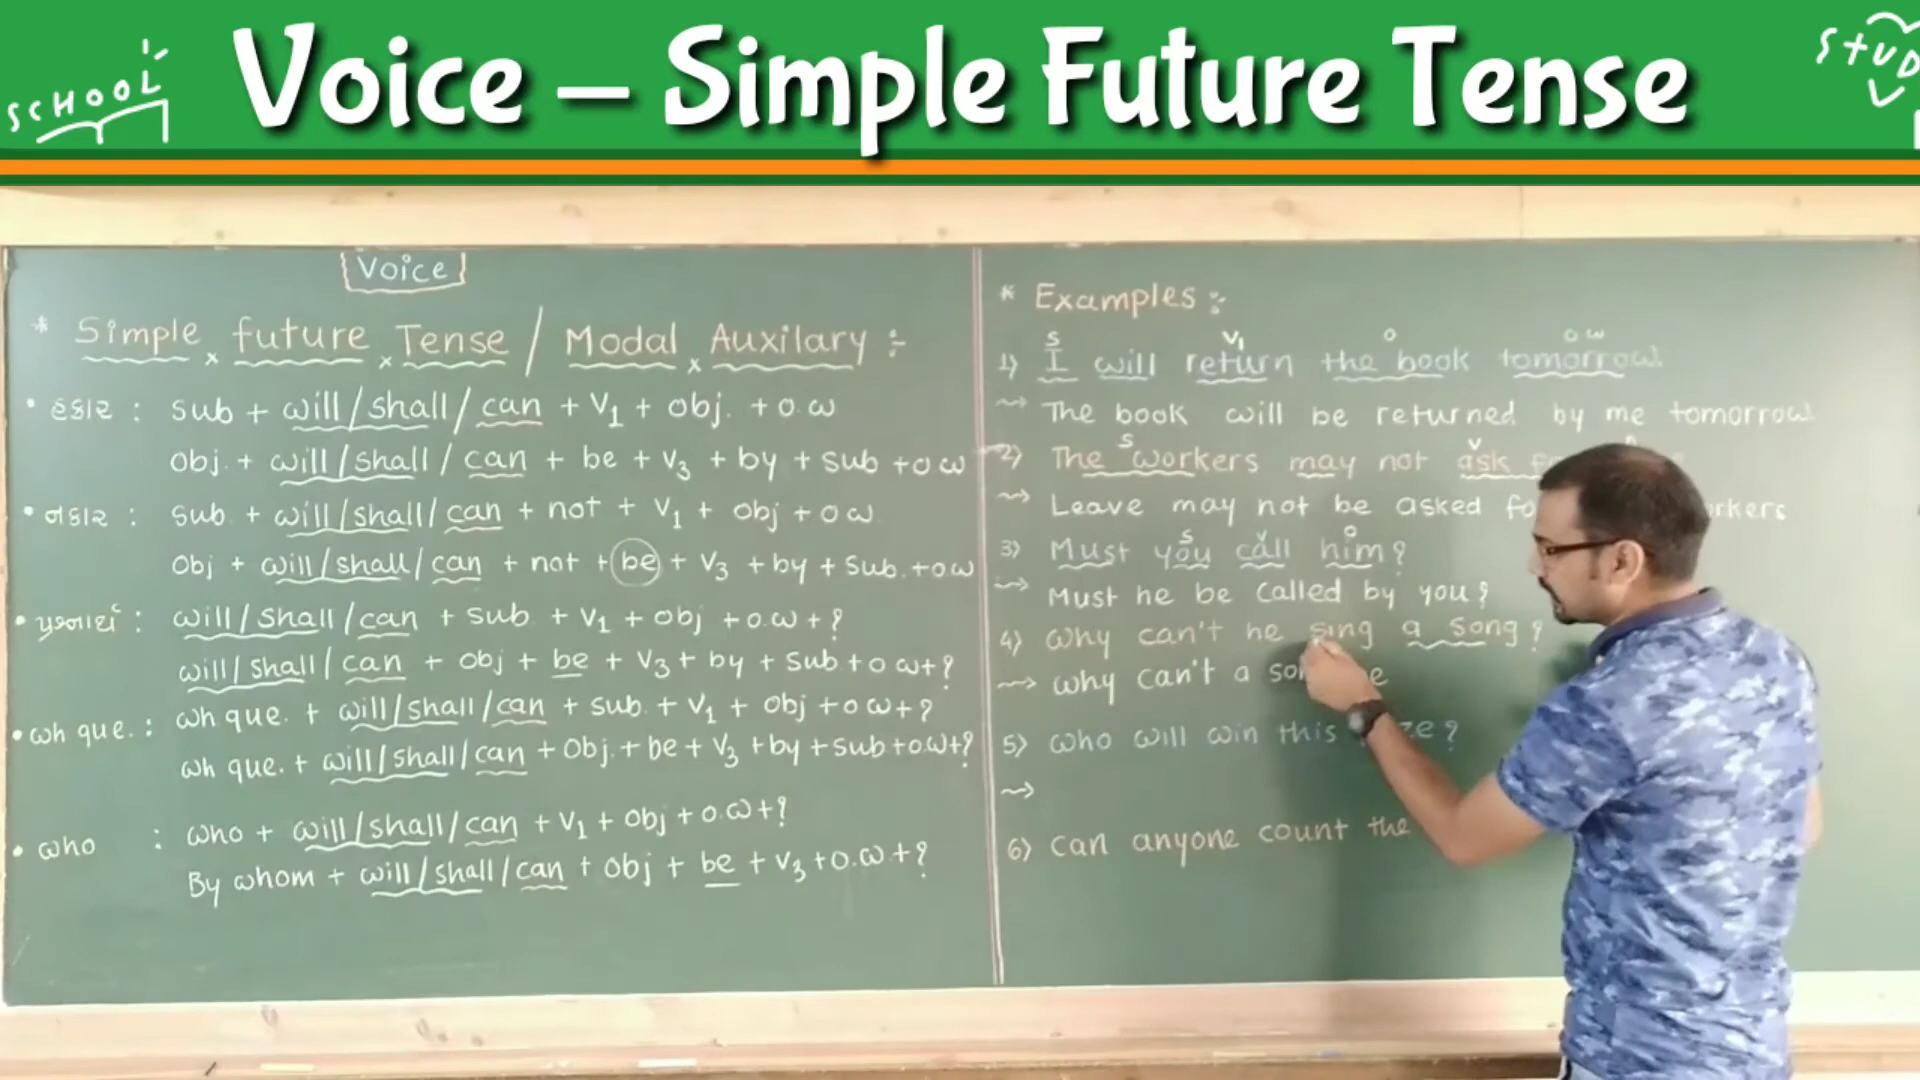 Voice – Simple Future Tense
SCHOOL
STUD
Voice
* Simple future Tense / Modal Auxilary :-
• હકાર : sub + will/shall/can + V1 + obj. + o.w
obj. + will/shall/can + be + V3 + by + sub + o w
• નકાર : sub + will/shall/can + not + V1 + obj + o w
Obj + will/shall/can + not + be + V3 + by + Sub. + o w
• પ્રશ્નાર્થ : will/Shall/can + sub + V1 + obj + o.w + ?
will/Shall/can + obj + be + V3 + by + Sub + o w + ?
• wh que. : wh que. + will/shall/can + sub + V1 + obj + o w + ?
wh que. + will/shall/can + Obj. + be + V3 + by + sub + o.w + ?
• who : who + will/shall/can + V1 + obj + o.w + ?
By whom + will/shall/can + obj + be + V3 + o.w + ?
* Examples :-
S V1 O O W
1) I will return the book tomorrow.
The book will be returned by me tomorrow
S V
2) The workers may not ask
Leave may not be asked
S V O
3) Must you call him?
Must he be called by you?
4) Why can't he sing a song?
why can't a
5) who will win this
6) Can anyone count the